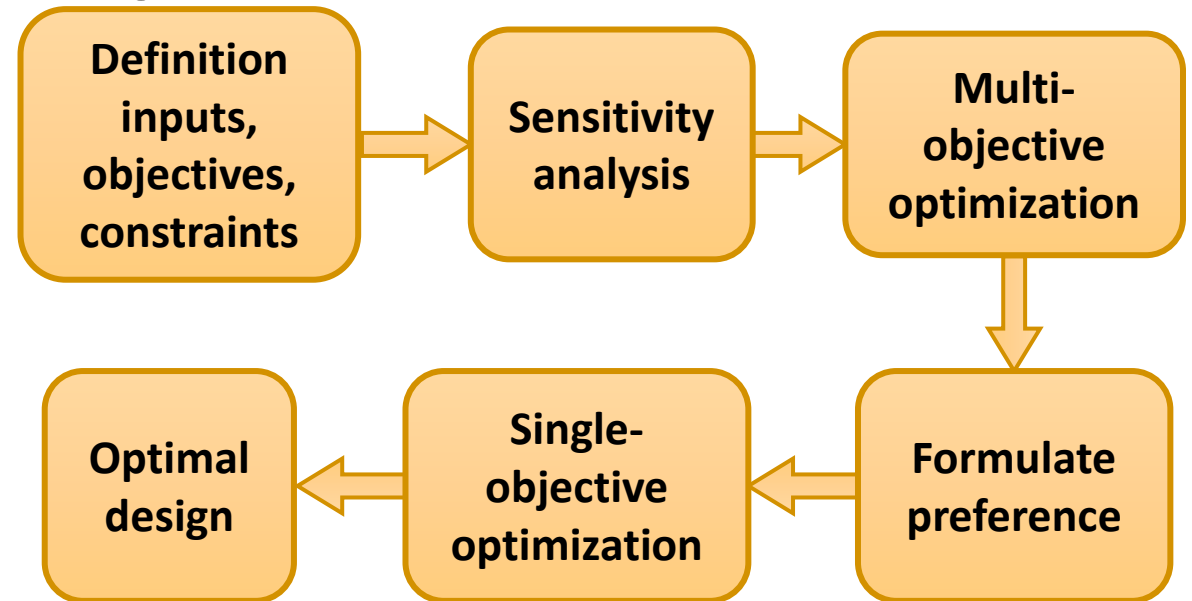 Definition
inputs,
objectives,
constraints
Sensitivity
analysis
Multi-
objective
optimization
Formulate
preference
Single-
objective
optimization
Optimal
design